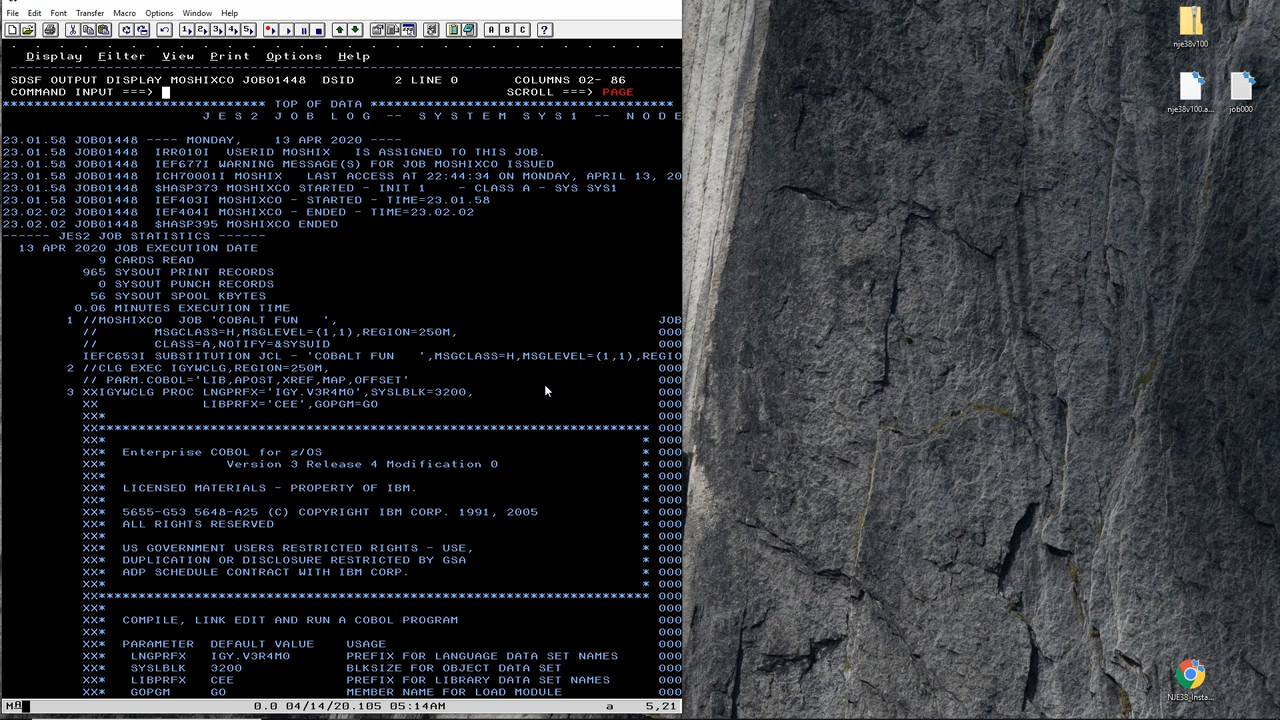 File Edit Font Transfer Macro Options Window Help
1 2 3 4 5 A B C ?
Display Filter View Print Options Help
SDSF OUTPUT DISPLAY MOSHIXCO JOB01448 DSID 2 LINE 0 COLUMNS 02- 86
COMMAND INPUT ===> SCROLL ===> PAGE
******************************* TOP OF DATA ************************************
J E S 2 J O B L O G -- S Y S T E M S Y S 1 -- N O D E
23.01.58 JOB01448 ---- MONDAY, 13 APR 2020 ----
23.01.58 JOB01448 IRR010I USERID MOSHIX IS ASSIGNED TO THIS JOB.
23.01.58 JOB01448 IEF677I WARNING MESSAGE(S) FOR JOB MOSHIXCO ISSUED
23.01.58 JOB01448 ICH70001I MOSHIX LAST ACCESS AT 22:44:34 ON MONDAY, APRIL 13, 20
23.01.58 JOB01448 $HASP373 MOSHIXCO STARTED - INIT 1 - CLASS A - SYS SYS1
23.01.58 JOB01448 IEF403I MOSHIXCO - STARTED - TIME=23.01.58
23.02.02 JOB01448 IEF404I MOSHIXCO - ENDED - TIME=23.02.02
23.02.02 JOB01448 $HASP395 MOSHIXCO ENDED
------ JES2 JOB STATISTICS ------
13 APR 2020 JOB EXECUTION DATE
9 CARDS READ
965 SYSOUT PRINT RECORDS
0 SYSOUT PUNCH RECORDS
56 SYSOUT SPOOL KBYTES
0.06 MINUTES EXECUTION TIME
1 //MOSHIXCO JOB 'COBALT FUN ', JOB
// MSGCLASS=H,MSGLEVEL=(1,1),REGION=250M, 000
// CLASS=A,NOTIFY=&SYSUID 000
IEFC653I SUBSTITUTION JCL - 'COBALT FUN ',MSGCLASS=H,MSGLEVEL=(1,1),REGIO
2 //CLG EXEC IGYWCLG,REGION=250M, 000
// PARM.COBOL='LIB,APOST,XREF,MAP,OFFSET' 000
3 XXIGYWCLG PROC LNGPRFX='IGY.V3R4M0',SYSLBLK=3200, 000
XX LIBPRFX='CEE',GOPGM=GO 000
XX* 000
XX********************************************************************* 000
XX* * 000
XX* Enterprise COBOL for z/OS * 000
XX* Version 3 Release 4 Modification 0 * 000
XX* * 000
XX* LICENSED MATERIALS - PROPERTY OF IBM. * 000
XX* * 000
XX* 5655-G53 5648-A25 (C) COPYRIGHT IBM CORP. 1991, 2005 * 000
XX* ALL RIGHTS RESERVED * 000
XX* * 000
XX* US GOVERNMENT USERS RESTRICTED RIGHTS - USE, * 000
XX* DUPLICATION OR DISCLOSURE RESTRICTED BY GSA * 000
XX* ADP SCHEDULE CONTRACT WITH IBM CORP. * 000
XX* * 000
XX********************************************************************* 000
XX* 000
XX* COMPILE, LINK EDIT AND RUN A COBOL PROGRAM 000
XX* 000
XX* PARAMETER DEFAULT VALUE USAGE 000
XX* LNGPRFX IGY.V3R4M0 PREFIX FOR LANGUAGE DATA SET NAMES 000
XX* SYSLBLK 3200 BLKSIZE FOR OBJECT DATA SET 000
XX* LIBPRFX CEE PREFIX FOR LIBRARY DATA SET NAMES 000
XX* GOPGM GO MEMBER NAME FOR LOAD MODULE 000
0.0 04/14/20.105 05:14AM a 5,21
nje38v100
nje38v100.a... job000
NJE38_Insta...